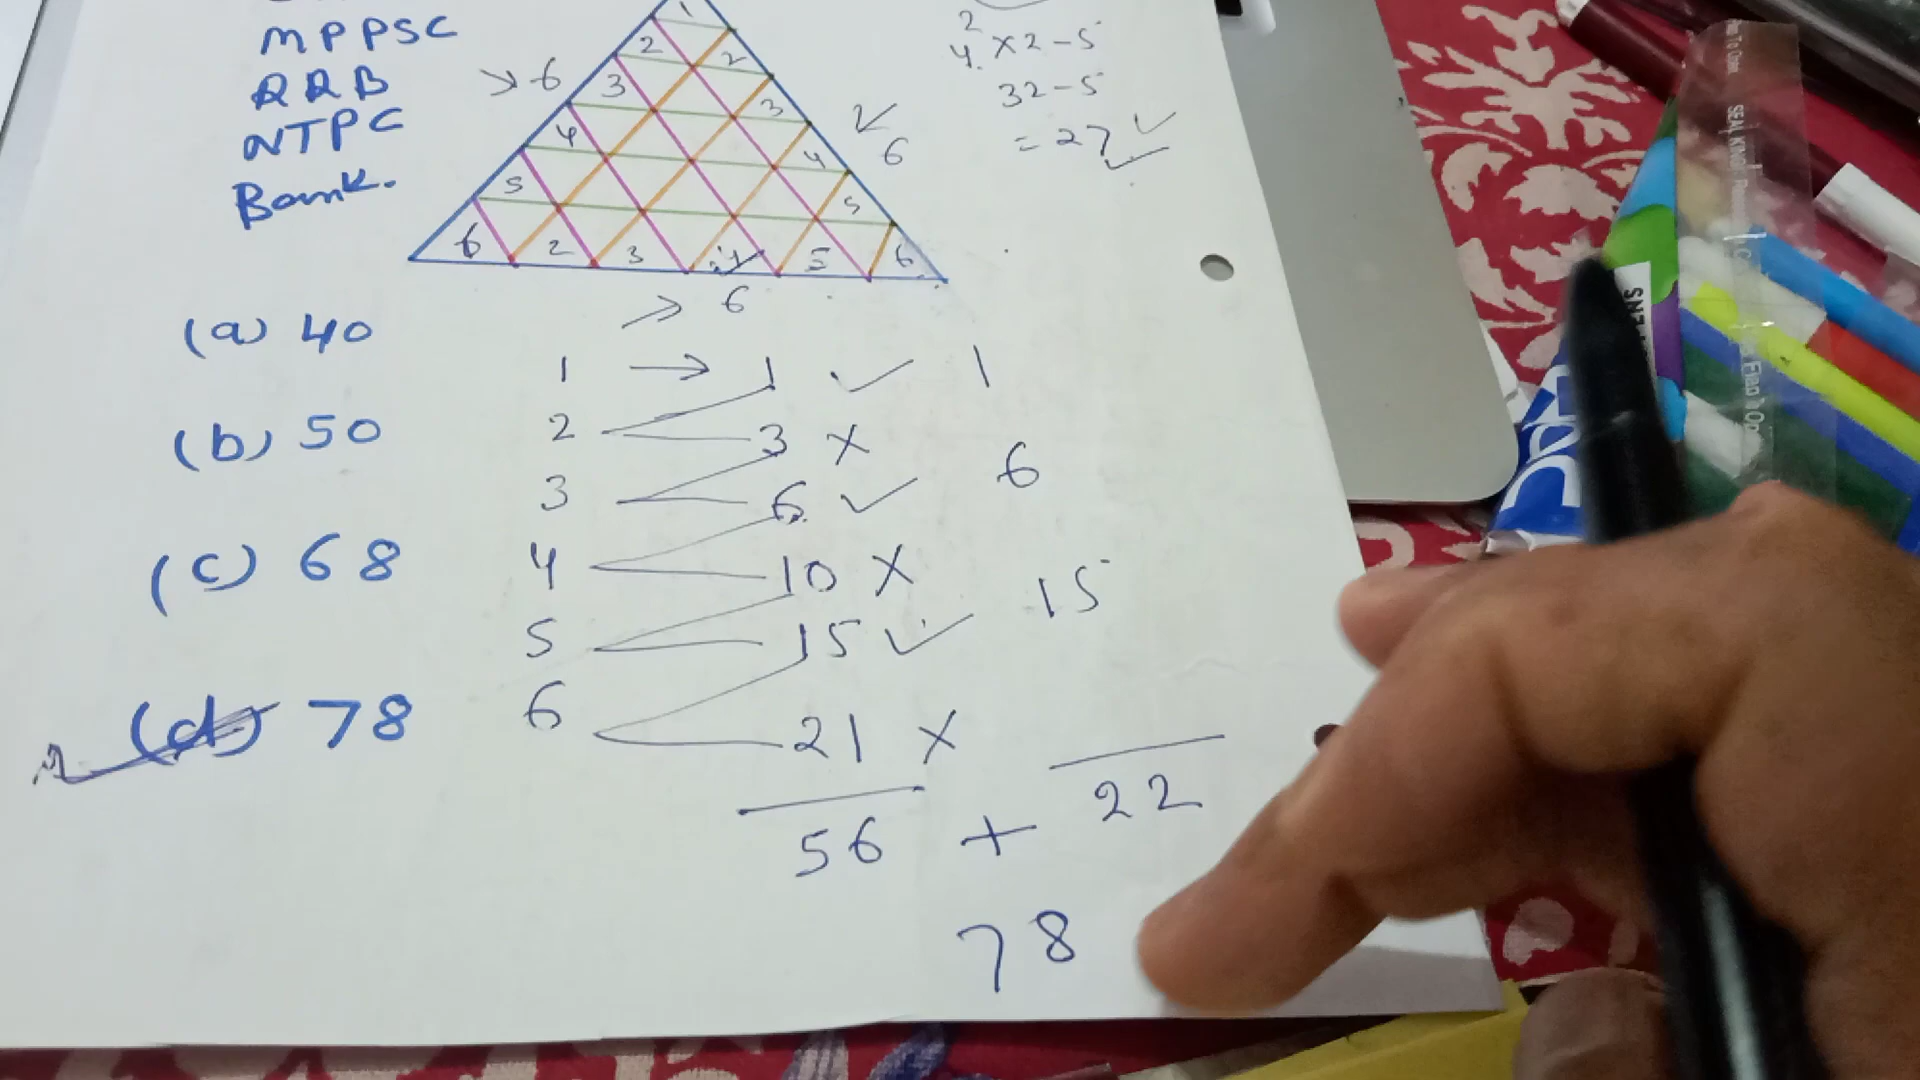 MPPSC
RRB
NTPC
Bank.
1
2 2
3 3
4 4
5 5
6 2 3 4 5 6
6
6
6
4² × 2 - 5
32 - 5
= 27
(a) 40
(b) 50
(c) 68
(d) 78
1 → 1 ✓ 1
2 3 ×
3 6 ✓ 6
4 10 ×
5 15 ✓ 15
6 21 ×
56 + 22
78